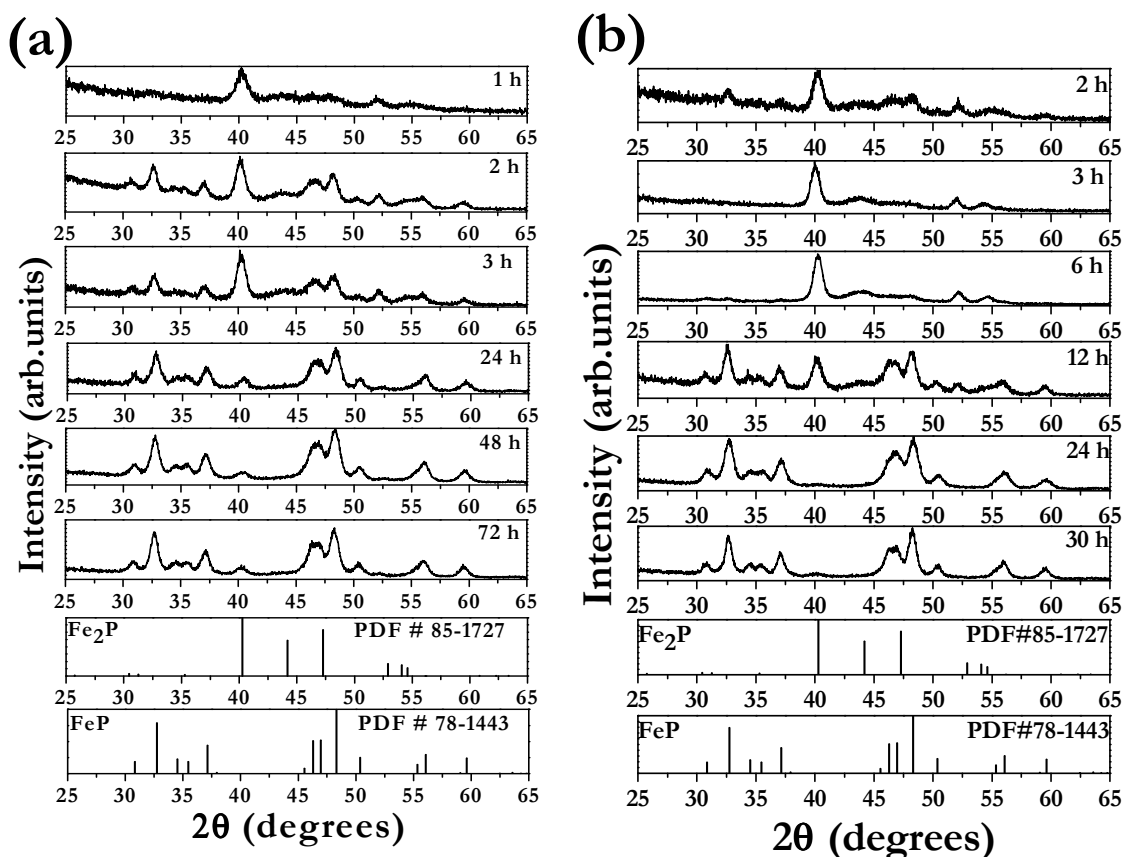 (a)
1 h
25 30 35 40 45 50 55 60 65
2 h
25 30 35 40 45 50 55 60 65
3 h
25 30 35 40 45 50 55 60 65
24 h
25 30 35 40 45 50 55 60 65
48 h
25 30 35 40 45 50 55 60 65
72 h
25 30 35 40 45 50 55 60 65
Fe₂P PDF # 85-1727
25 30 35 40 45 50 55 60 65
FeP PDF # 78-1443
25 30 35 40 45 50 55 60 65
2θ (degrees)
Intensity (arb.units)
(b)
2 h
25 30 35 40 45 50 55 60 65
3 h
25 30 35 40 45 50 55 60 65
6 h
25 30 35 40 45 50 55 60 65
12 h
25 30 35 40 45 50 55 60 65
24 h
25 30 35 40 45 50 55 60 65
30 h
25 30 35 40 45 50 55 60 65
Fe₂P PDF#85-1727
25 30 35 40 45 50 55 60 65
FeP PDF#78-1443
25 30 35 40 45 50 55 60 65
2θ (degrees)
Intensity (arb.units)